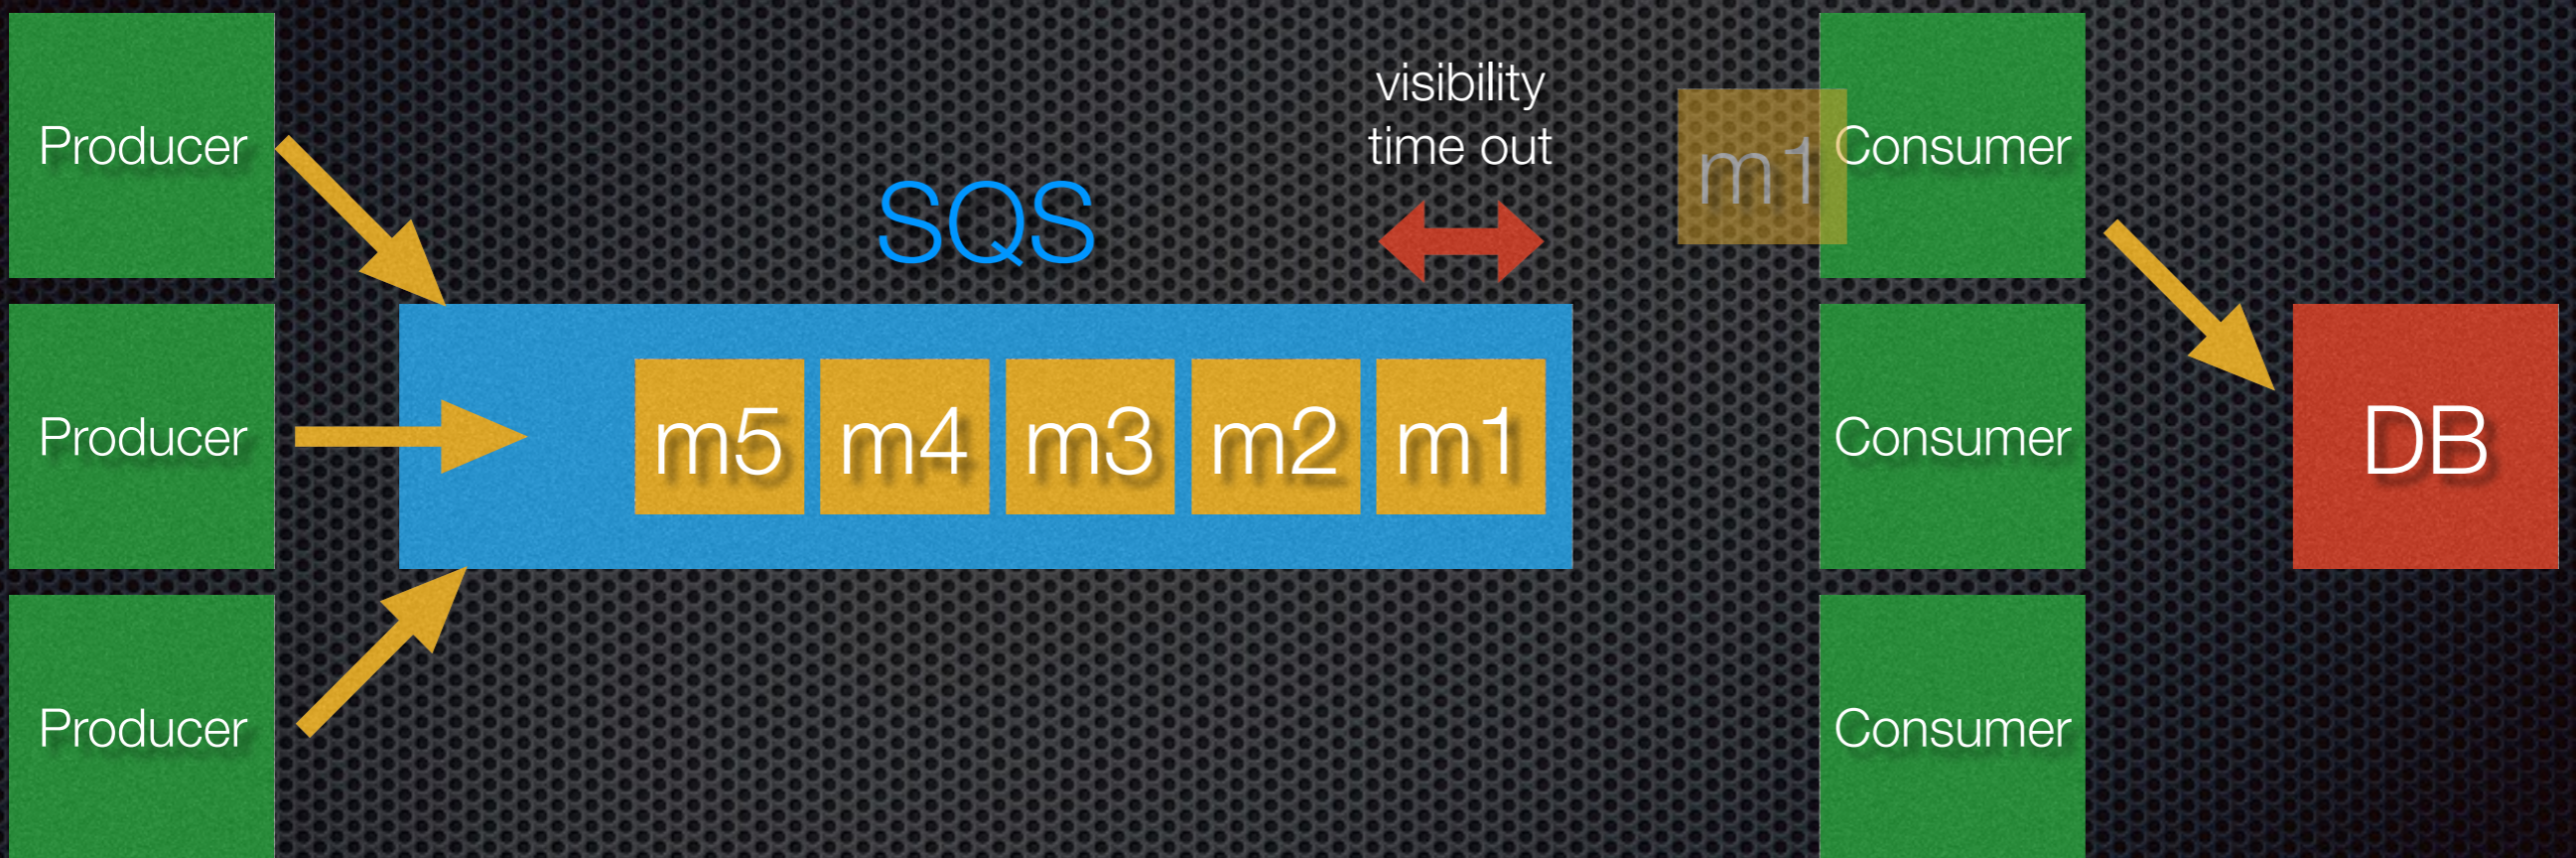 Producer
Producer
Producer
SQS
visibility
time out
m5
m4
m3
m2
m1
m1
Consumer
Consumer
Consumer
DB